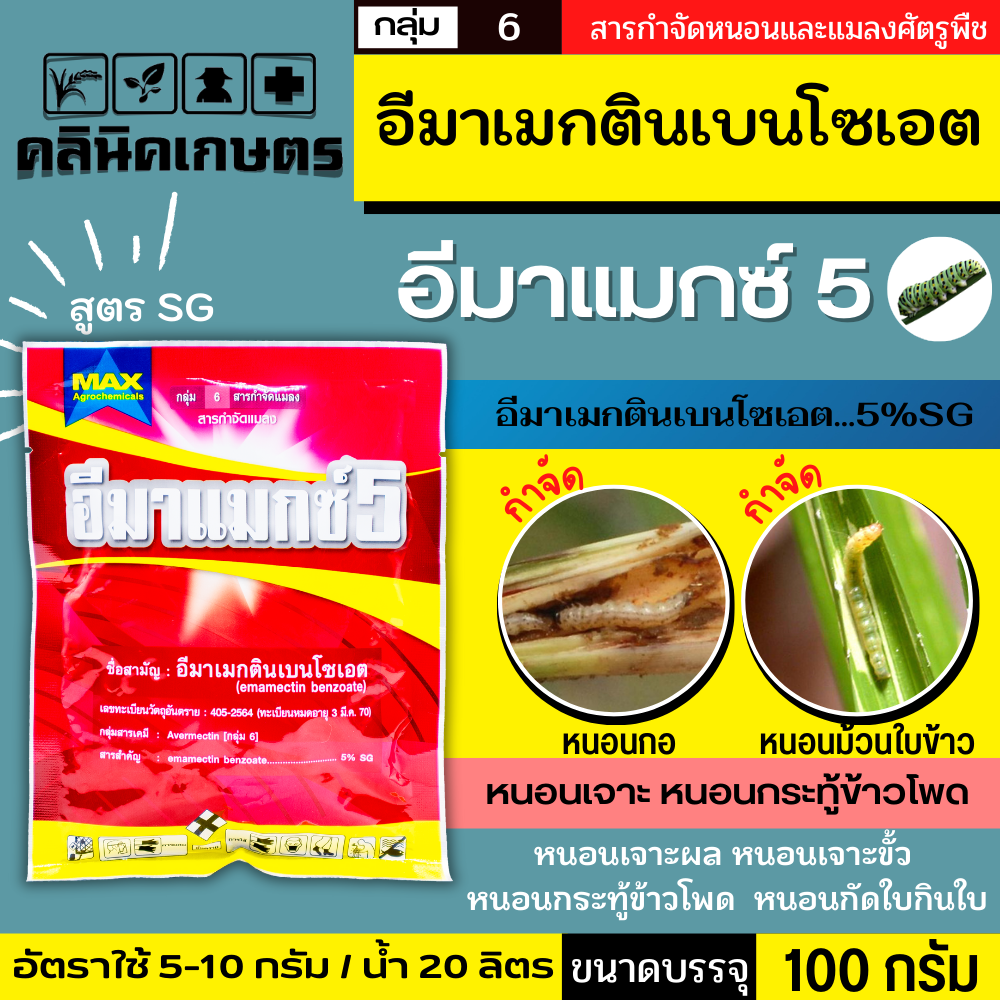 กลุ่ม 6 สารกำจัดหนอนและแมลงศัตรูพืช
คลินิคเกษตร
อีมาเมกตินเบนโซเอต
อีมาแมกซ์ 5
สูตร SG
MAX
Agrochemicals
กลุ่ม 6 สารกำจัดแมลง
สารกำจัดแมลง
อีมาแมกซ์5
ชื่อสามัญ : อีมาเมกตินเบนโซเอต
(emamectin benzoate)
เลขทะเบียนวัตถุอันตราย : 405-2564 (ทะเบียนหมดอายุ 3 มี.ค. 70)
กลุ่มสารเคมี : Avermectin [กลุ่ม 6]
สารสำคัญ : emamectin benzoate............................ 5% SG
อีมาเมกตินเบนโซเอต...5%SG
กำจัด
กำจัด
หนอนกอ
หนอนม้วนใบข้าว
หนอนเจาะ หนอนกระทู้ข้าวโพด
หนอนเจาะผล หนอนเจาะขั้ว
หนอนกระทู้ข้าวโพด หนอนกัดใบกินใบ
อัตราใช้ 5-10 กรัม / น้ำ 20 ลิตร
ขนาดบรรจุ 100 กรัม